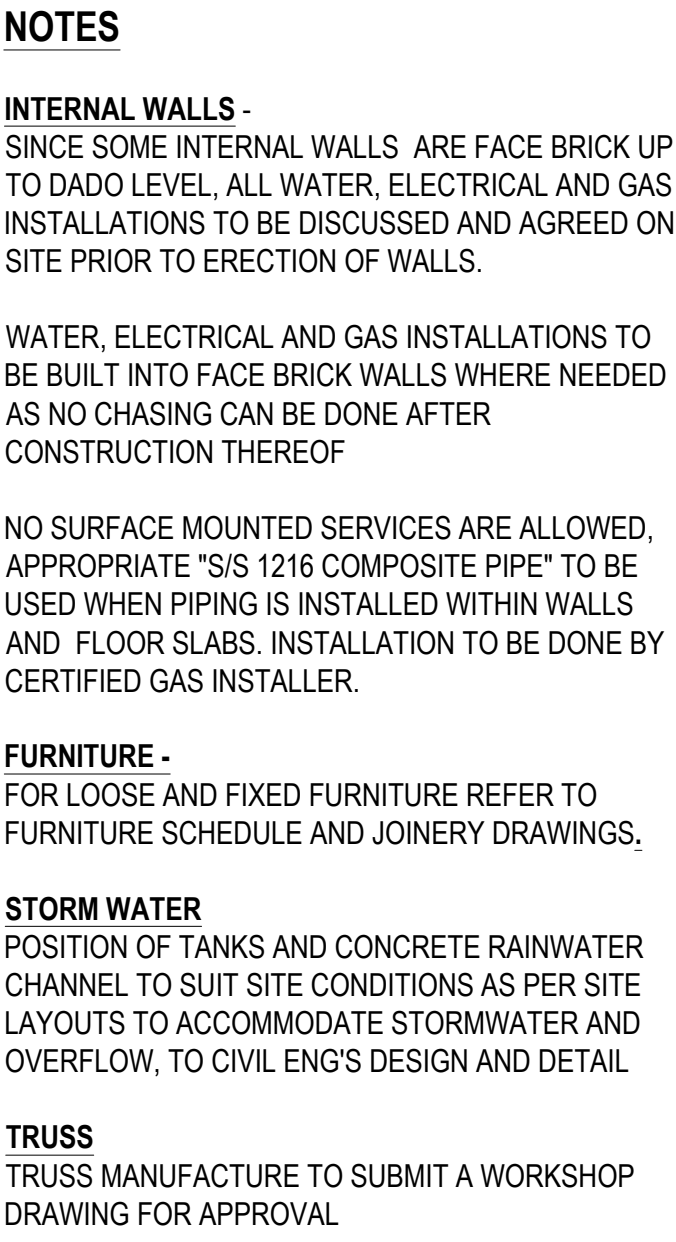 NOTES
INTERNAL WALLS -
SINCE SOME INTERNAL WALLS ARE FACE BRICK UP
TO DADO LEVEL, ALL WATER, ELECTRICAL AND GAS
INSTALLATIONS TO BE DISCUSSED AND AGREED ON
SITE PRIOR TO ERECTION OF WALLS.
WATER, ELECTRICAL AND GAS INSTALLATIONS TO
BE BUILT INTO FACE BRICK WALLS WHERE NEEDED
AS NO CHASING CAN BE DONE AFTER
CONSTRUCTION THEREOF
NO SURFACE MOUNTED SERVICES ARE ALLOWED,
APPROPRIATE "S/S 1216 COMPOSITE PIPE" TO BE
USED WHEN PIPING IS INSTALLED WITHIN WALLS
AND FLOOR SLABS. INSTALLATION TO BE DONE BY
CERTIFIED GAS INSTALLER.
FURNITURE -
FOR LOOSE AND FIXED FURNITURE REFER TO
FURNITURE SCHEDULE AND JOINERY DRAWINGS.
STORM WATER
POSITION OF TANKS AND CONCRETE RAINWATER
CHANNEL TO SUIT SITE CONDITIONS AS PER SITE
LAYOUTS TO ACCOMMODATE STORMWATER AND
OVERFLOW, TO CIVIL ENG'S DESIGN AND DETAIL
TRUSS
TRUSS MANUFACTURE TO SUBMIT A WORKSHOP
DRAWING FOR APPROVAL